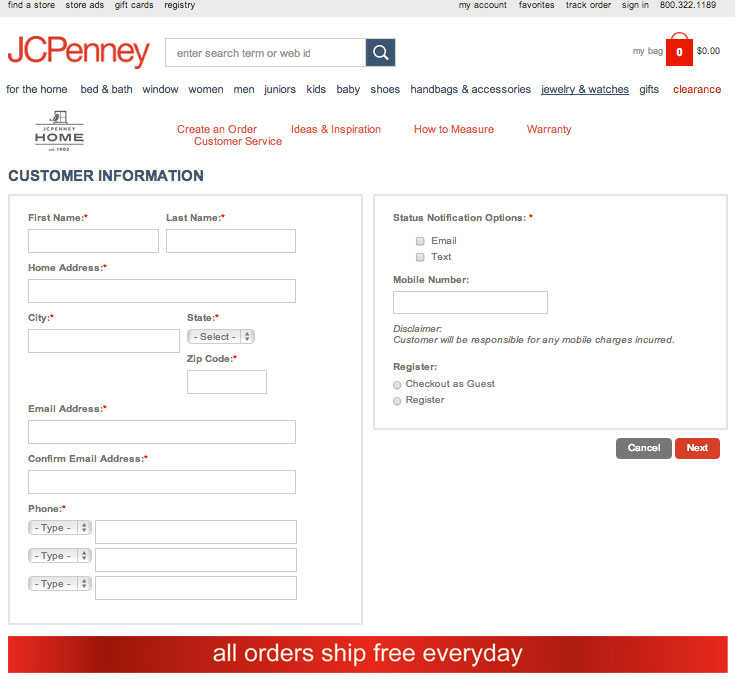 find a store store ads gift cards registry my account favorites track order sign in 800.322.1189
JCPenney
enter search term or web id
my bag 0 $0.00
for the home bed & bath window women men juniors kids baby shoes handbags & accessories jewelry & watches gifts clearance
JCPENNEY
HOME
est. 1902
Create an Order Ideas & Inspiration How to Measure Warranty
Customer Service
CUSTOMER INFORMATION
First Name:* Last Name:*
Home Address:*
City:* State:*
- Select -
Zip Code:*
Email Address:*
Confirm Email Address:*
Phone:*
- Type -
- Type -
- Type -
Status Notification Options: *
Email
Text
Mobile Number:
Disclaimer:
Customer will be responsible for any mobile charges incurred.
Register:
Checkout as Guest
Register
Cancel Next
all orders ship free everyday